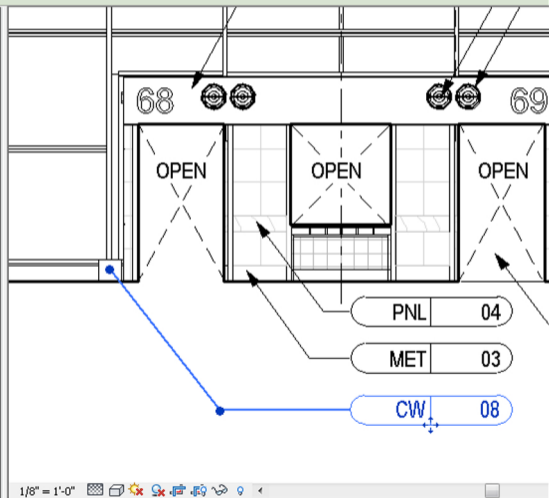 68 69
OPEN OPEN OPEN
PNL 04
MET 03
CW 08
1/8" = 1'-0"